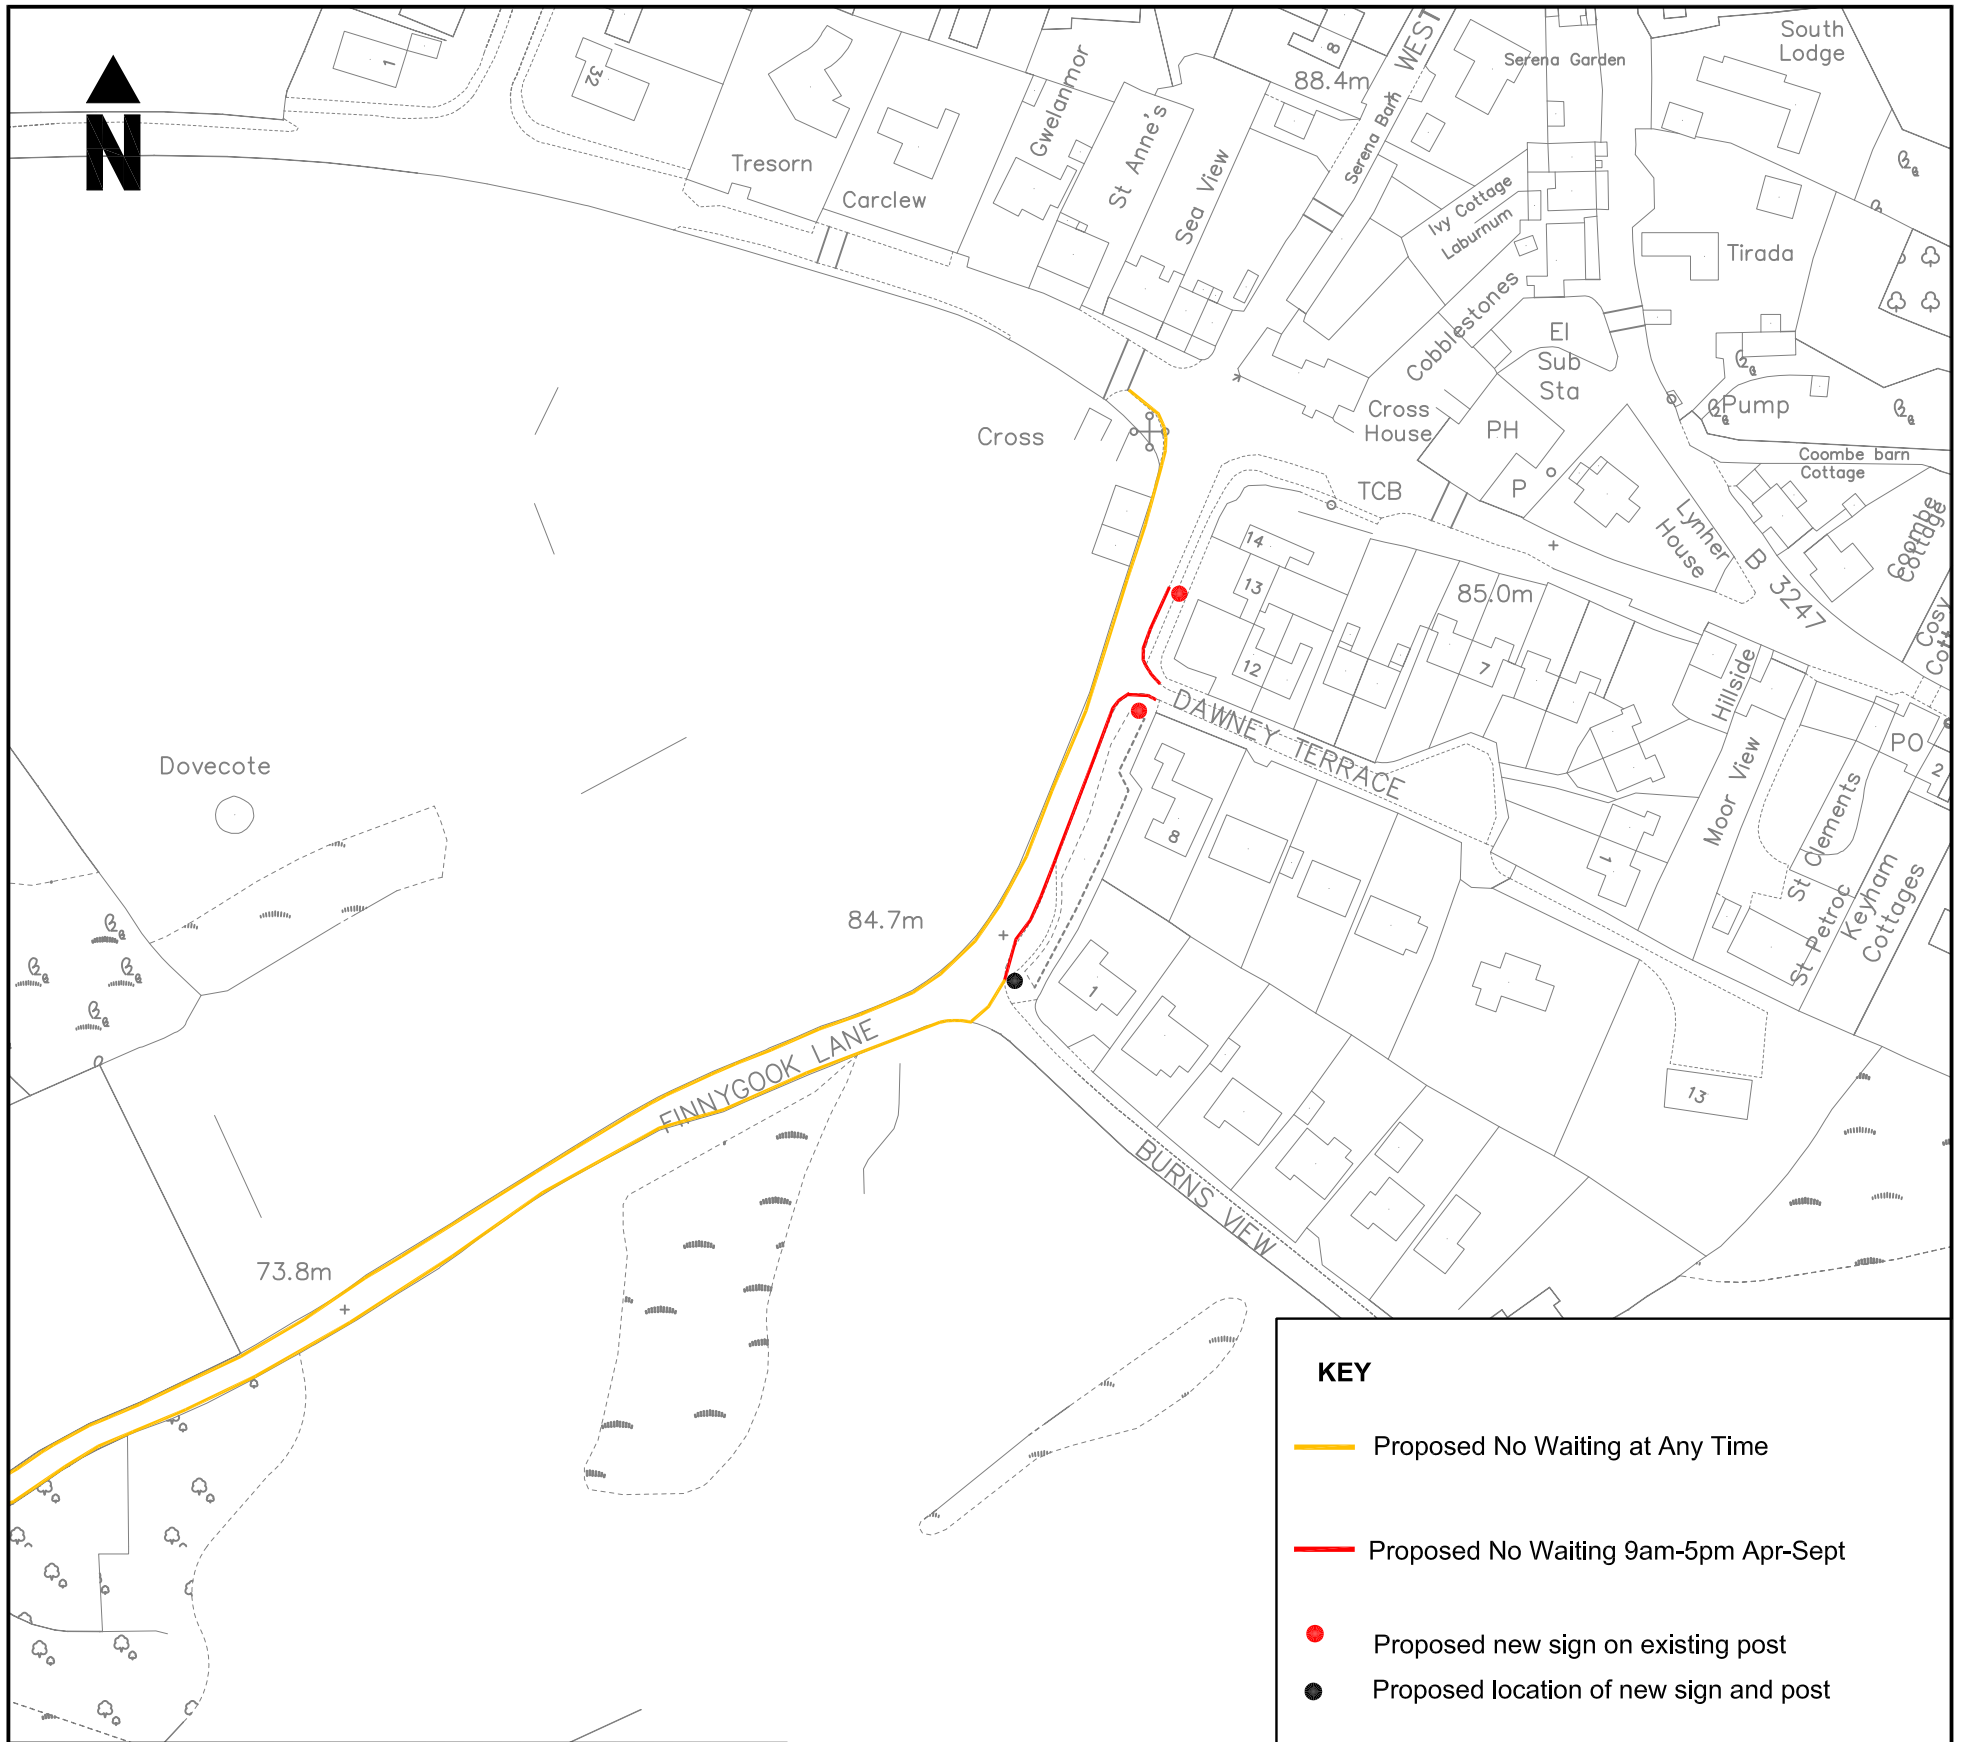 N
1
32
Tresorn
Carclew
Gwelanmor
St Anne's
Sea View
8
88.4m
WEST
Serena Barn
Serena Garden
South
Lodge
Ivy Cottage
Laburnum
Cobblestones
Tirada
El
Sub
Sta
Pump
Cross
Cross
House
PH
P
TCB
Coombe barn
Cottage
Coombe
Cottage
Lynher
House
B 3247
Cosy
Cott
14
13
12
85.0m
7
Hillside
DAWNEY TERRACE
8
Moor View
1
St Clements
St Petroc
Keyham
Cottages
PO
2
Dovecote
84.7m
1
13
FINNYGOOK LANE
BURNS VIEW
73.8m
KEY
Proposed No Waiting at Any Time
Proposed No Waiting 9am-5pm Apr-Sept
Proposed new sign on existing post
Proposed location of new sign and post